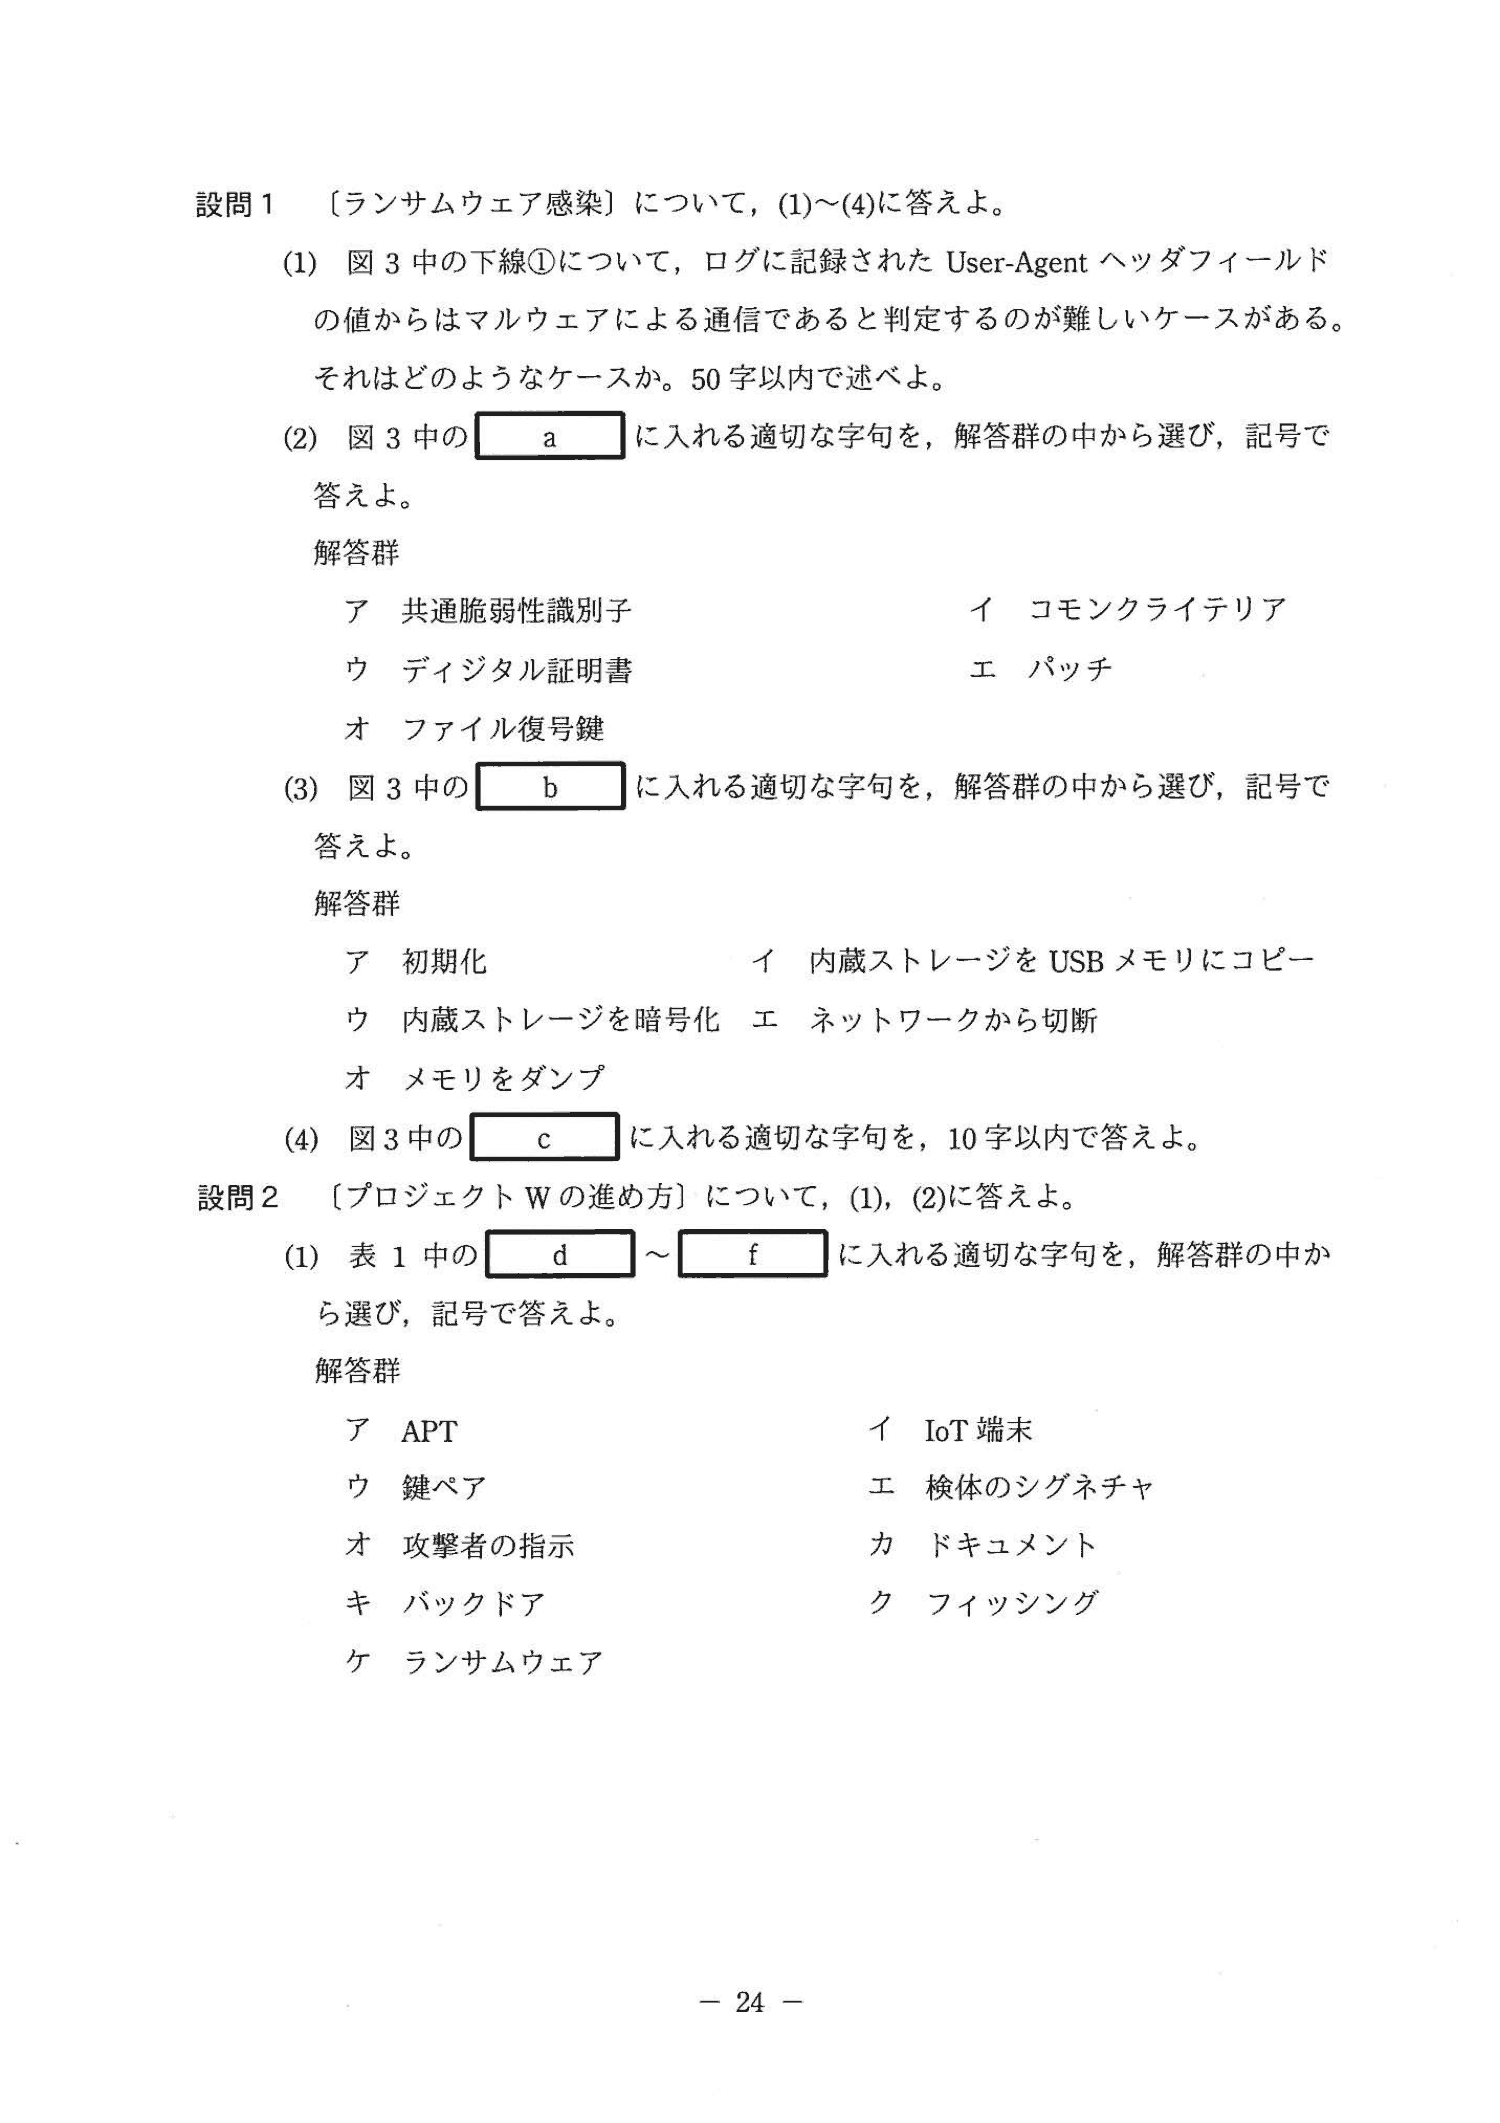 設問1 〔ランサムウェア感染〕について，(1)～(4)に答えよ。
(1) 図3中の下線①について，ログに記録された User-Agent ヘッダフィールド
の値からはマルウェアによる通信であると判定するのが難しいケースがある。
それはどのようなケースか。50字以内で述べよ。
(2) 図3中の a に入れる適切な字句を，解答群の中から選び，記号で
答えよ。
解答群
ア 共通脆弱性識別子 イ コモンクライテリア
ウ ディジタル証明書 エ パッチ
オ ファイル復号鍵
(3) 図3中の b に入れる適切な字句を，解答群の中から選び，記号で
答えよ。
解答群
ア 初期化 イ 内蔵ストレージを USB メモリにコピー
ウ 内蔵ストレージを暗号化 エ ネットワークから切断
オ メモリをダンプ
(4) 図3中の c に入れる適切な字句を，10字以内で答えよ。
設問2 〔プロジェクト W の進め方〕について，(1)，(2)に答えよ。
(1) 表1中の d ～ f に入れる適切な字句を，解答群の中か
ら選び，記号で答えよ。
解答群
ア APT イ IoT 端末
ウ 鍵ペア エ 検体のシグネチャ
オ 攻撃者の指示 カ ドキュメント
キ バックドア ク フィッシング
ケ ランサムウェア
－ 24 －